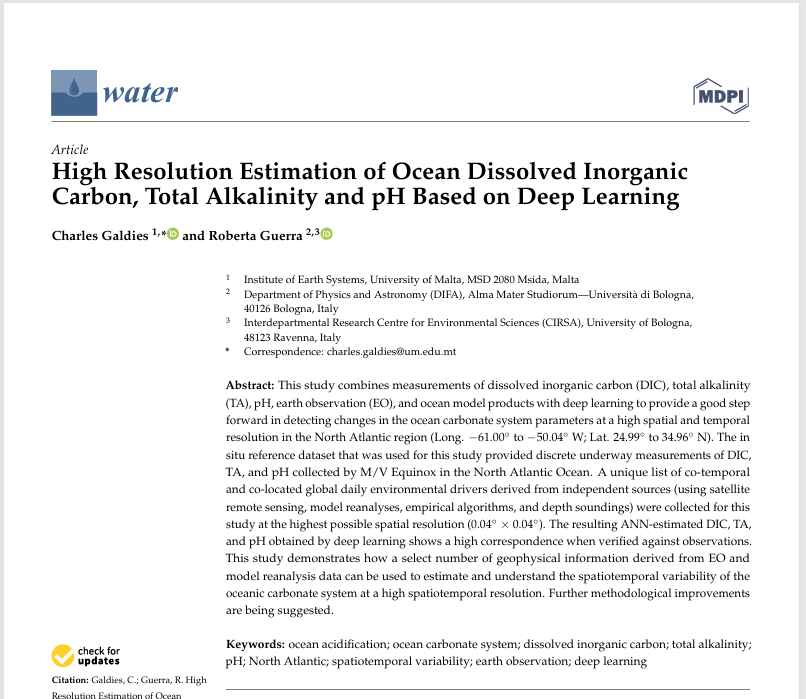 water
MDPI
Article
High Resolution Estimation of Ocean Dissolved Inorganic
Carbon, Total Alkalinity and pH Based on Deep Learning
Charles Galdies 1,* iD and Roberta Guerra 2,3 iD
1 Institute of Earth Systems, University of Malta, MSD 2080 Msida, Malta
2 Department of Physics and Astronomy (DIFA), Alma Mater Studiorum—Università di Bologna,
40126 Bologna, Italy
3 Interdepartmental Research Centre for Environmental Sciences (CIRSA), University of Bologna,
48123 Ravenna, Italy
* Correspondence: charles.galdies@um.edu.mt
Abstract: This study combines measurements of dissolved inorganic carbon (DIC), total alkalinity
(TA), pH, earth observation (EO), and ocean model products with deep learning to provide a good step
forward in detecting changes in the ocean carbonate system parameters at a high spatial and temporal
resolution in the North Atlantic region (Long. −61.00° to −50.04° W; Lat. 24.99° to 34.96° N). The in
situ reference dataset that was used for this study provided discrete underway measurements of DIC,
TA, and pH collected by M/V Equinox in the North Atlantic Ocean. A unique list of co-temporal
and co-located global daily environmental drivers derived from independent sources (using satellite
remote sensing, model reanalyses, empirical algorithms, and depth soundings) were collected for this
study at the highest possible spatial resolution (0.04° × 0.04°). The resulting ANN-estimated DIC, TA,
and pH obtained by deep learning shows a high correspondence when verified against observations.
This study demonstrates how a select number of geophysical information derived from EO and
model reanalysis data can be used to estimate and understand the spatiotemporal variability of the
oceanic carbonate system at a high spatiotemporal resolution. Further methodological improvements
are being suggested.
Keywords: ocean acidification; ocean carbonate system; dissolved inorganic carbon; total alkalinity;
pH; North Atlantic; spatiotemporal variability; earth observation; deep learning
check for
updates
Citation: Galdies, C.; Guerra, R. High
Resolution Estimation of Ocean